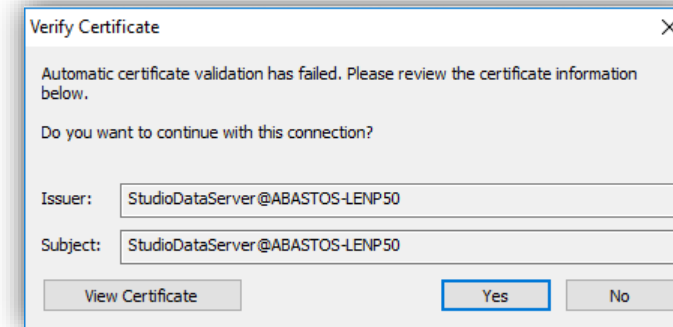 Verify Certificate
Automatic certificate validation has failed. Please review the certificate information
below.
Do you want to continue with this connection?
Issuer: StudioDataServer@ABASTOS-LENP50
Subject: StudioDataServer@ABASTOS-LENP50
View Certificate Yes No